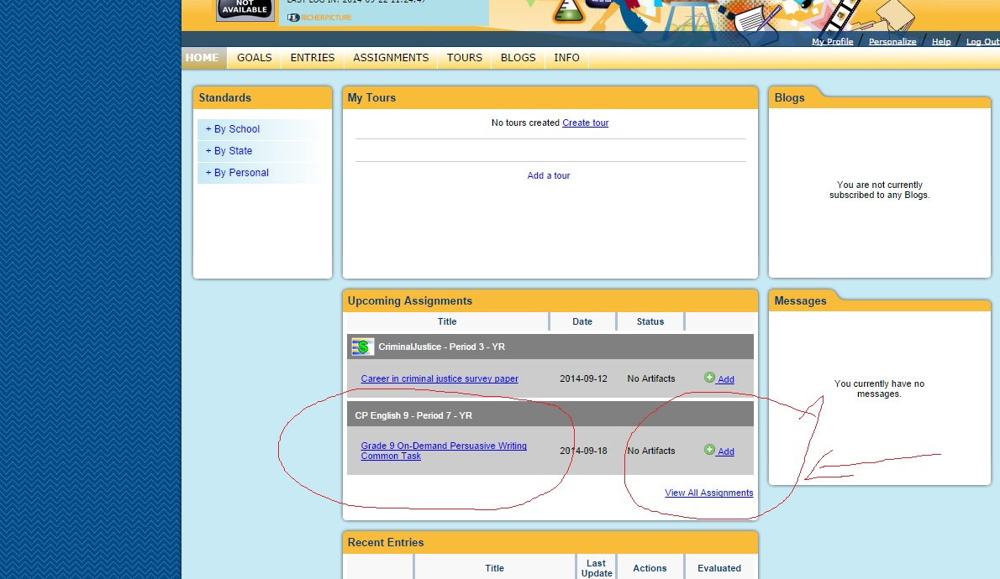 NOT
AVAILABLE
LAST LOG IN: 2014-09-22 11:24:47
RICHERPICTURE
My Profile / Personalize / Help / Log Out
HOME GOALS ENTRIES ASSIGNMENTS TOURS BLOGS INFO
Standards
+ By School
+ By State
+ By Personal
My Tours
No tours created Create tour
Add a tour
Blogs
You are not currently
subscribed to any Blogs.
Upcoming Assignments
Title Date Status
CriminalJustice - Period 3 - YR
Career in criminal justice survey paper 2014-09-12 No Artifacts Add
CP English 9 - Period 7 - YR
Grade 9 On-Demand Persuasive Writing
Common Task 2014-09-18 No Artifacts Add
View All Assignments
Messages
You currently have no
messages.
Recent Entries
Title Last
Update Actions Evaluated